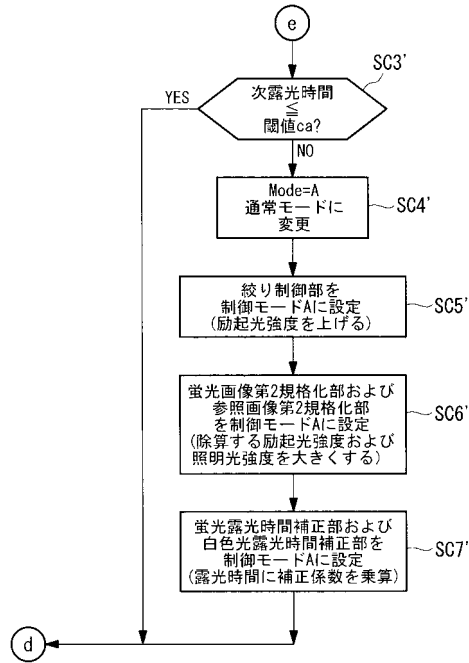 e
SC3'
次露光時間
≦
閾値ca?
YES
NO
Mode=A
通常モードに
変更
SC4'
絞り制御部を
制御モードAに設定
(励起光強度を上げる)
SC5'
蛍光画像第2規格化部および
参照画像第2規格化部
を制御モードAに設定
(除算する励起光強度および
照明光強度を大きくする)
SC6'
蛍光露光時間補正部および
白色光露光時間補正部を
制御モードAに設定
(露光時間に補正係数を乗算)
SC7'
d